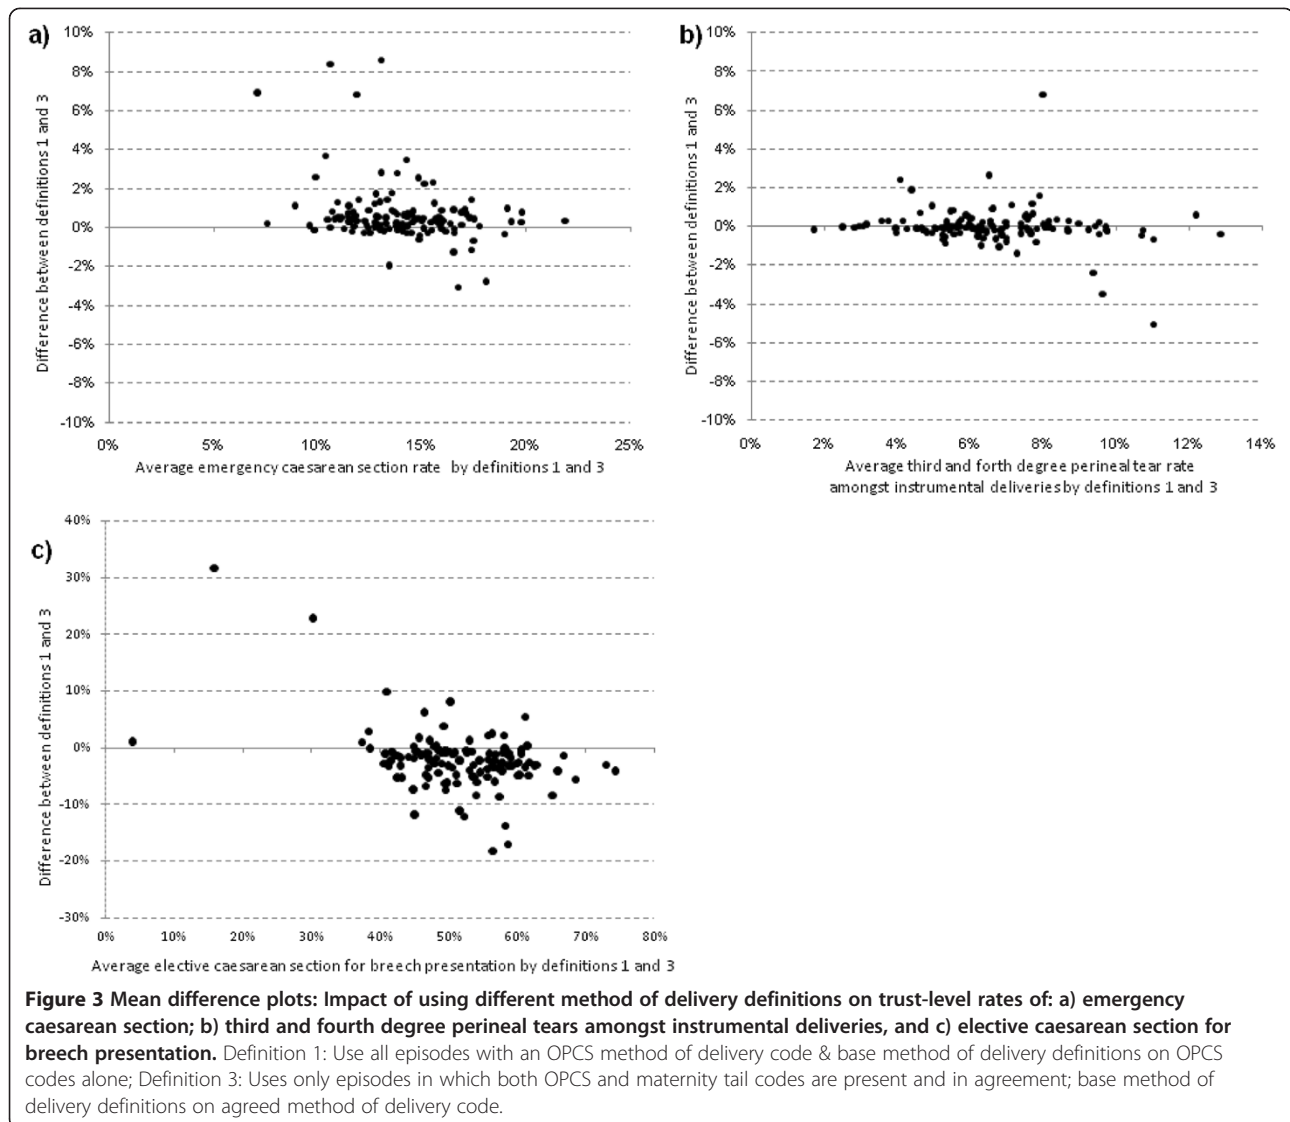 a)
10%
8%
6%
4%
2%
0%
-2%
-4%
-6%
-8%
-10%
Difference between definitions 1 and 3
0% 5% 10% 15% 20% 25%
Average emergency caesarean section rate by definitions 1 and 3
b)
10%
8%
6%
4%
2%
0%
-2%
-4%
-6%
-8%
-10%
Difference between definitions 1 and 3
0% 2% 4% 6% 8% 10% 12% 14%
Average third and forth degree perineal tear rate
amongst instrumental deliveries by definitions 1 and 3
c)
40%
30%
20%
10%
0%
-10%
-20%
-30%
Difference between definitions 1 and 3
0% 10% 20% 30% 40% 50% 60% 70% 80%
Average elective caesarean section for breech presentation by definitions 1 and 3
Figure 3 Mean difference plots: Impact of using different method of delivery definitions on trust-level rates of: a) emergency
caesarean section; b) third and fourth degree perineal tears amongst instrumental deliveries, and c) elective caesarean section for
breech presentation. Definition 1: Use all episodes with an OPCS method of delivery code & base method of delivery definitions on OPCS
codes alone; Definition 3: Uses only episodes in which both OPCS and maternity tail codes are present and in agreement; base method of
delivery definitions on agreed method of delivery code.